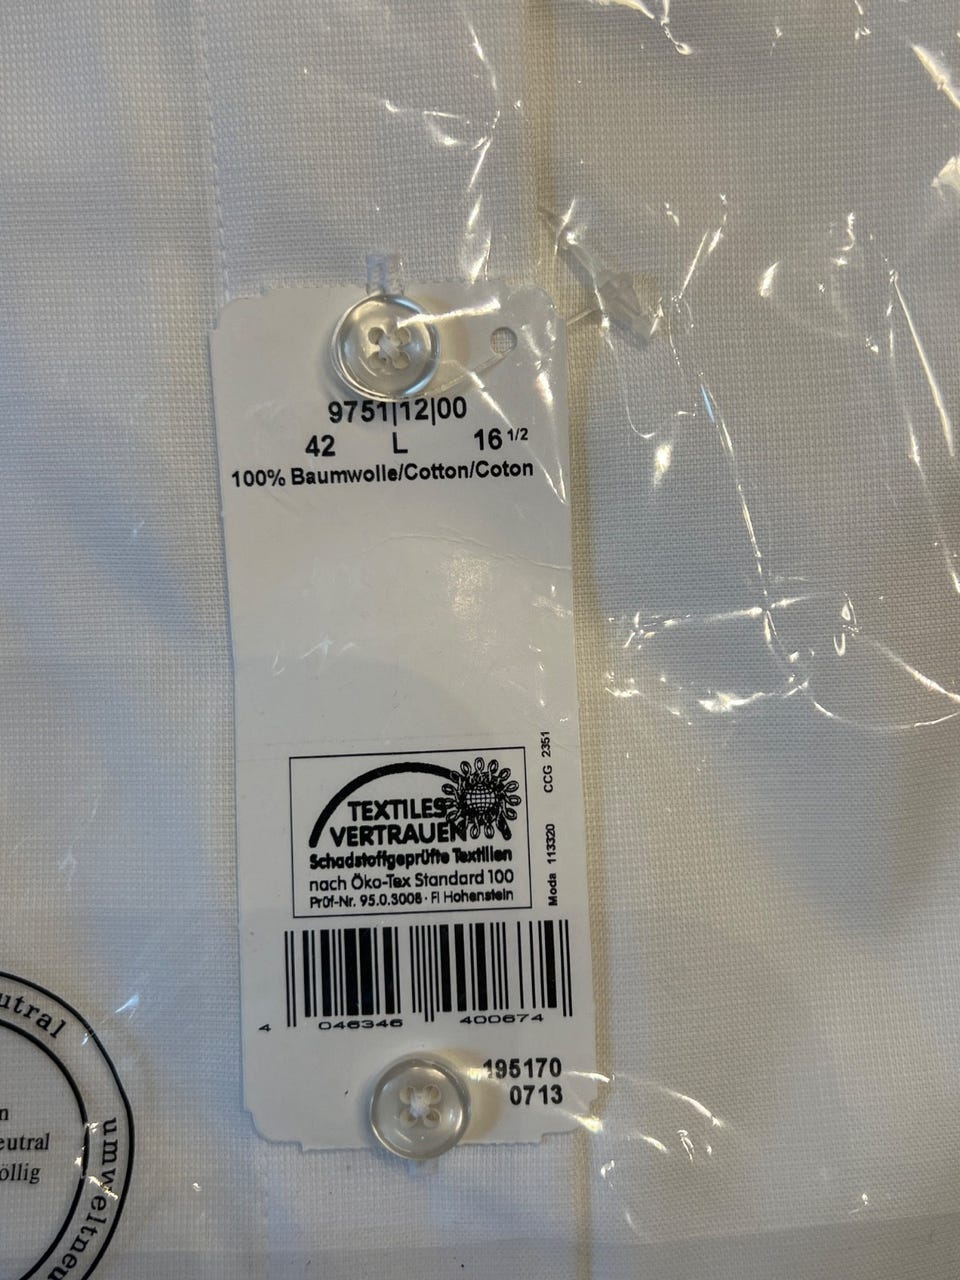 9751|12|00
42 L 16 1/2
100% Baumwolle/Cotton/Coton
TEXTILES
VERTRAUEN
Schadstoffgeprüfte Textilien
nach Öko-Tex Standard 100
Prüf-Nr. 95.0.3008 · FI Hohenstein
Moda 113320 CCG 2351
4 046346 400674
195170
0713
utral
n
eutral
öllig
umweltneu